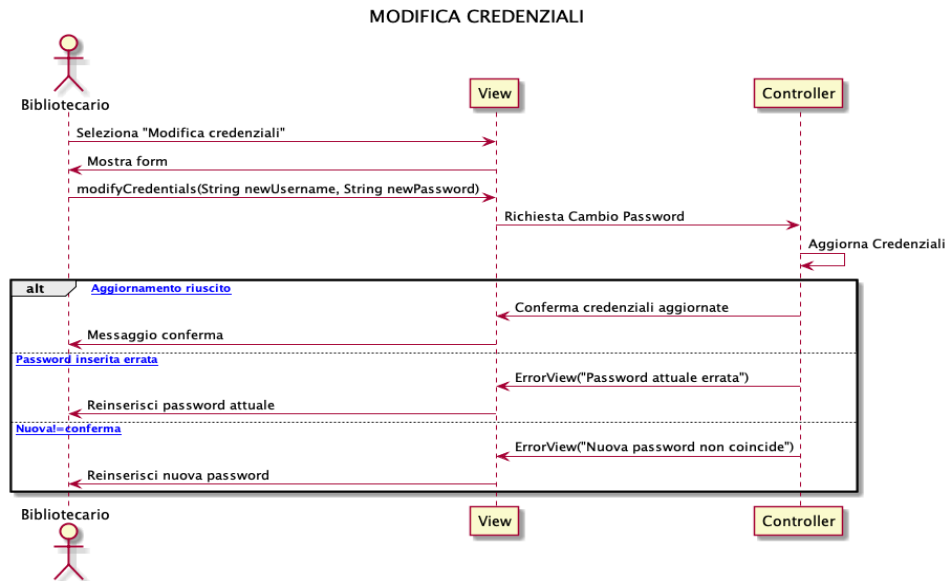 MODIFICA CREDENZIALI
Bibliotecario
View
Controller
Seleziona "Modifica credenziali"
Mostra form
modifyCredentials(String newUsername, String newPassword)
Richiesta Cambio Password
Aggiorna Credenziali
alt
Aggiornamento riuscito
Conferma credenziali aggiornate
Messaggio conferma
Password inserita errata
ErrorView("Password attuale errata")
Reinserisci password attuale
Nuova!=conferma
ErrorView("Nuova password non coincide")
Reinserisci nuova password
Bibliotecario
View
Controller